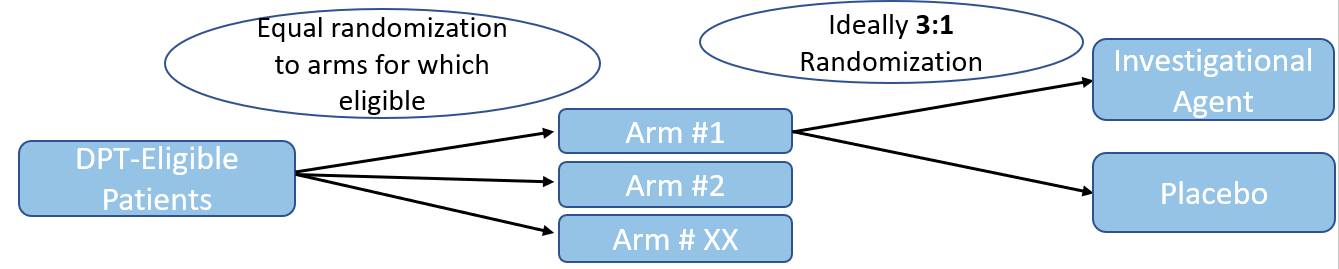 Equal randomization
to arms for which
eligible
Ideally 3:1
Randomization
DPT-Eligible
Patients
Arm #1
Arm #2
Arm # XX
Investigational
Agent
Placebo